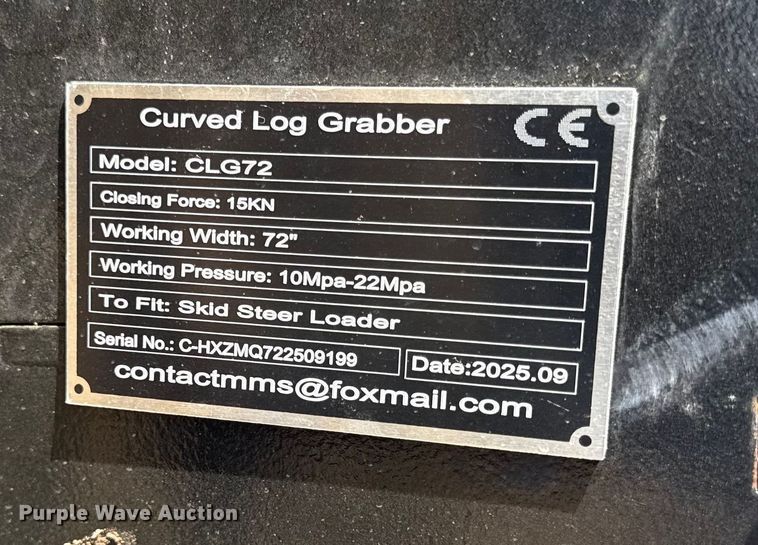 Curved Log Grabber CE
Model: CLG72
Closing Force: 15KN
Working Width: 72"
Working Pressure: 10Mpa-22Mpa
To Fit: Skid Steer Loader
Serial No.: C-HXZMQ722509199 Date:2025.09
contactmms@foxmail.com
Purple Wave Auction